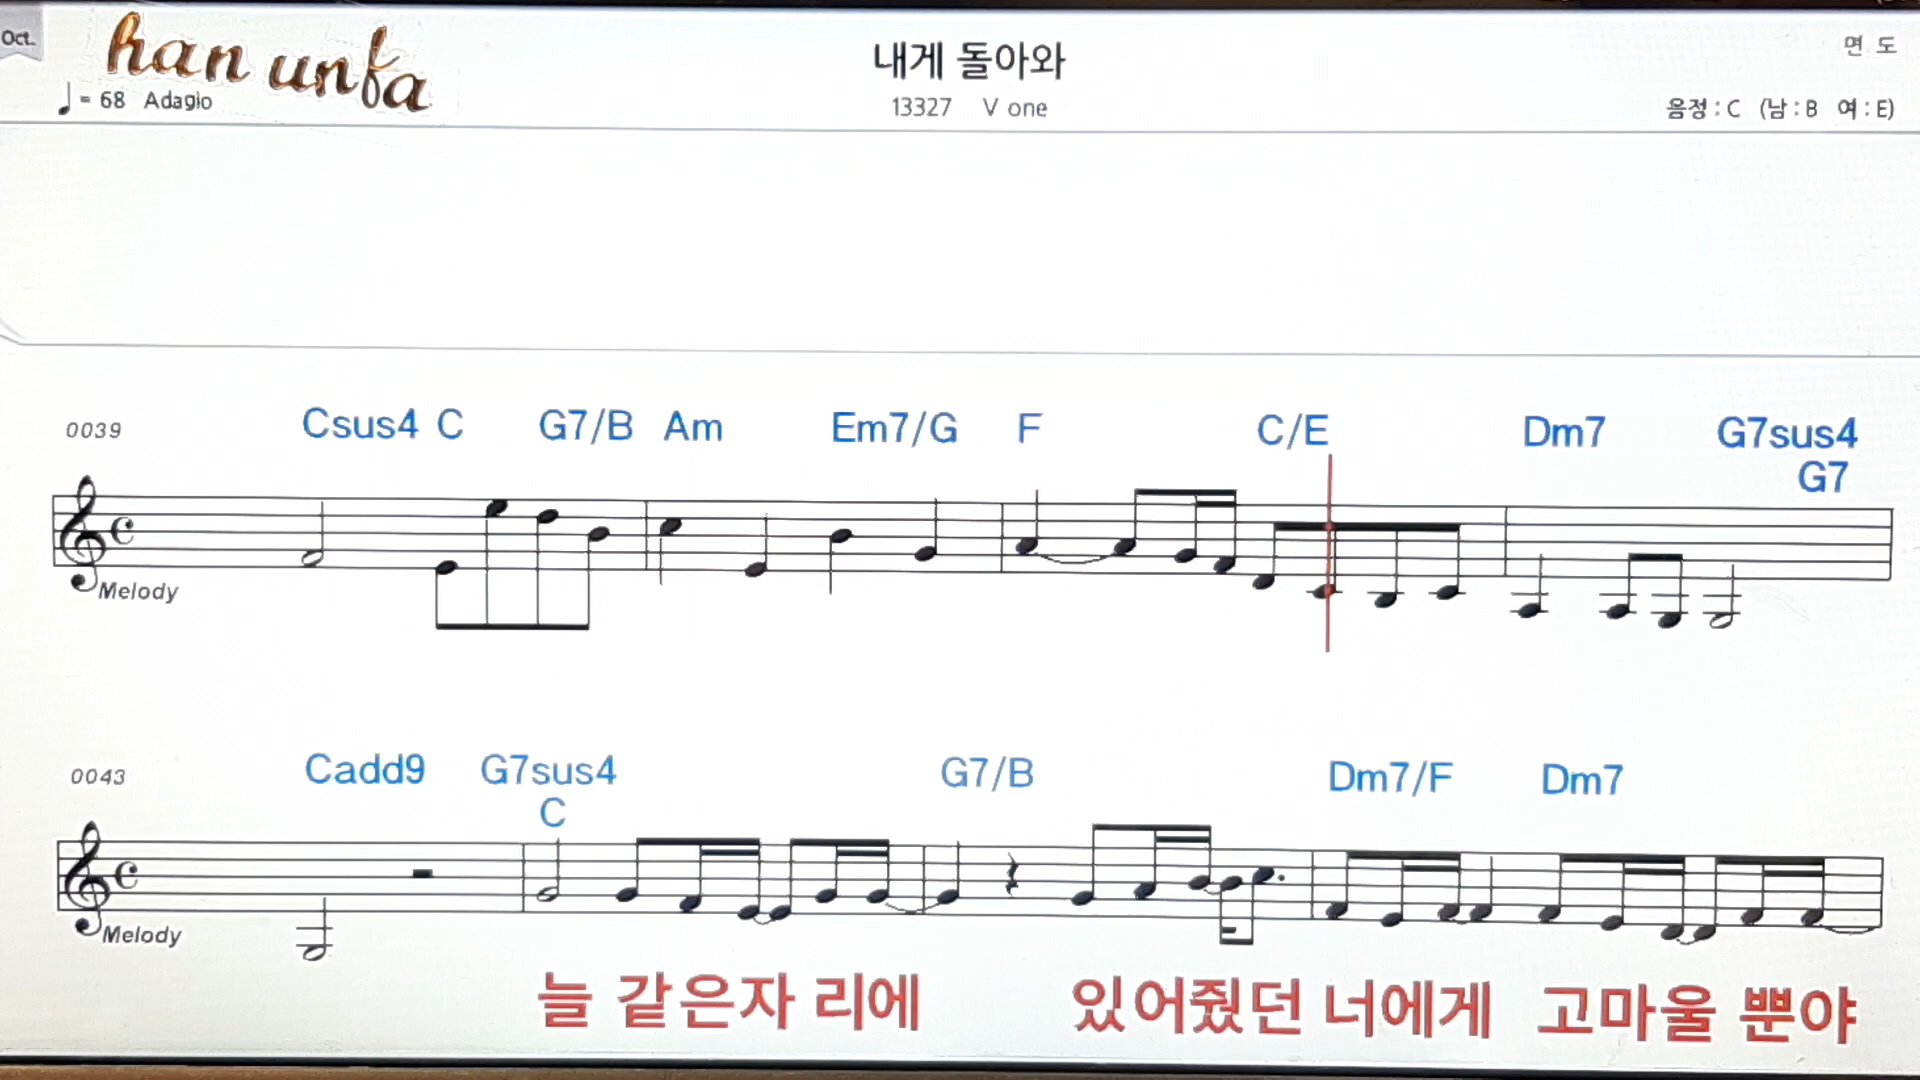 Oct.
han unfa
내게 돌아와
면 도
♩= 68 Adagio
13327 V one
음정 : C (남 : B 여 : E)
0039 Csus4 C G7/B Am Em7/G F C/E Dm7 G7sus4
G7
Melody
0043 Cadd9 G7sus4 G7/B Dm7/F Dm7
C
Melody
늘 같은자 리에 있어줬던 너에게 고마울 뿐야